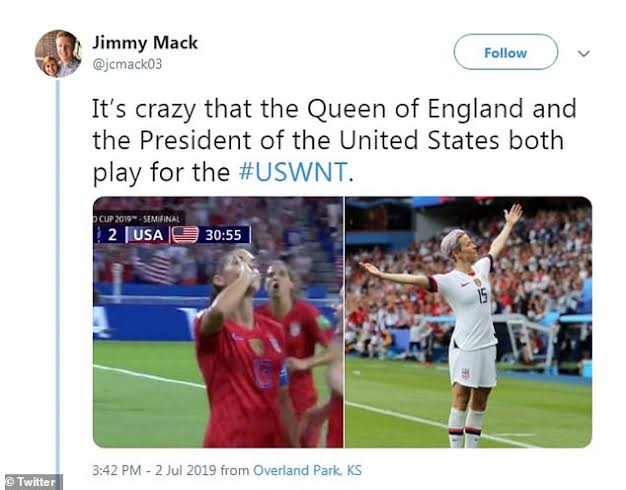 Jimmy Mack
@jcmack03
Follow
It’s crazy that the Queen of England and
the President of the United States both
play for the #USWNT.
D CUP 2019™ - SEMIFINAL
2 USA 30:55
13
15
3:42 PM - 2 Jul 2019 from Overland Park, KS
© Twitter